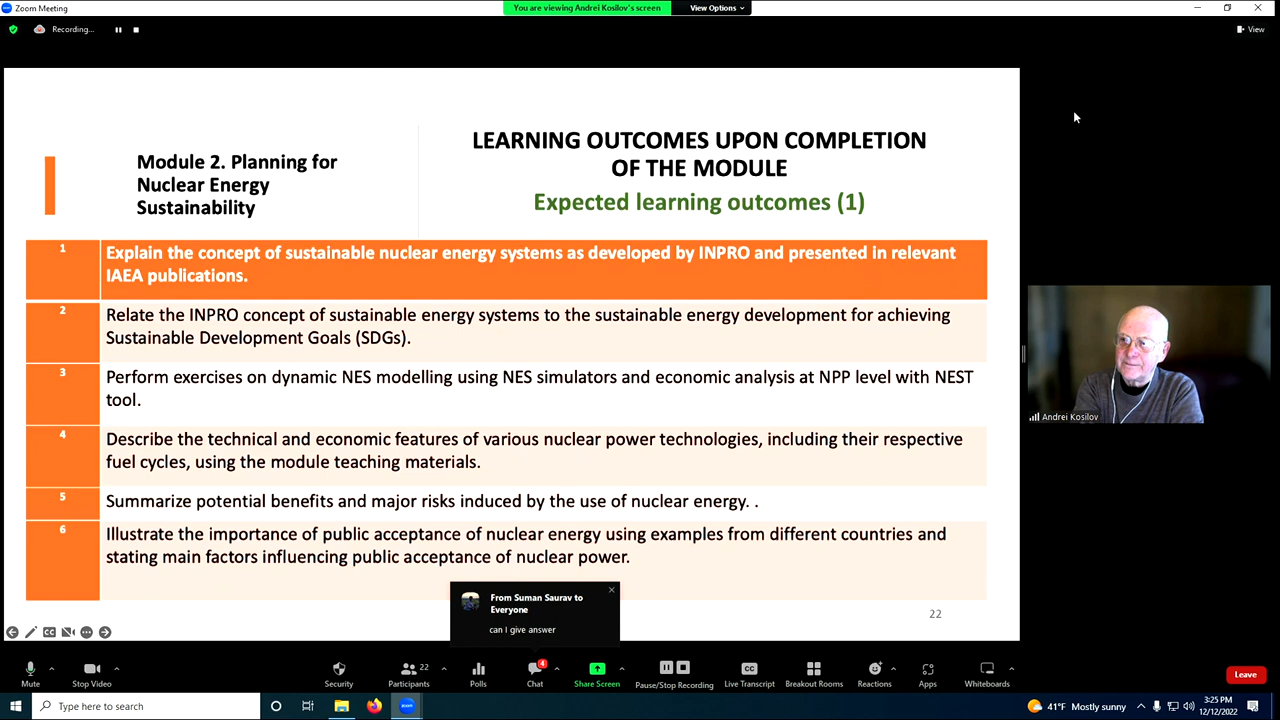 Zoom Meeting
You are viewing Andrei Kosilov's screen
View Options
Recording...
View
Module 2. Planning for
Nuclear Energy
Sustainability
LEARNING OUTCOMES UPON COMPLETION
OF THE MODULE
Expected learning outcomes (1)
1
Explain the concept of sustainable nuclear energy systems as developed by INPRO and presented in relevant
IAEA publications.
2
Relate the INPRO concept of sustainable energy systems to the sustainable energy development for achieving
Sustainable Development Goals (SDGs).
3
Perform exercises on dynamic NES modelling using NES simulators and economic analysis at NPP level with NEST
tool.
4
Describe the technical and economic features of various nuclear power technologies, including their respective
fuel cycles, using the module teaching materials.
5
Summarize potential benefits and major risks induced by the use of nuclear energy. .
6
Illustrate the importance of public acceptance of nuclear energy using examples from different countries and
stating main factors influencing public acceptance of nuclear power.
22
Andrei Kosilov
From Suman Saurav to
Everyone
can I give answer
CC
Mute
Stop Video
Security
22
Participants
Polls
4
Chat
Share Screen
Pause/Stop Recording
CC
Live Transcript
Breakout Rooms
Reactions
Apps
Whiteboards
Leave
Type here to search
41°F Mostly sunny
3:25 PM
12/12/2022